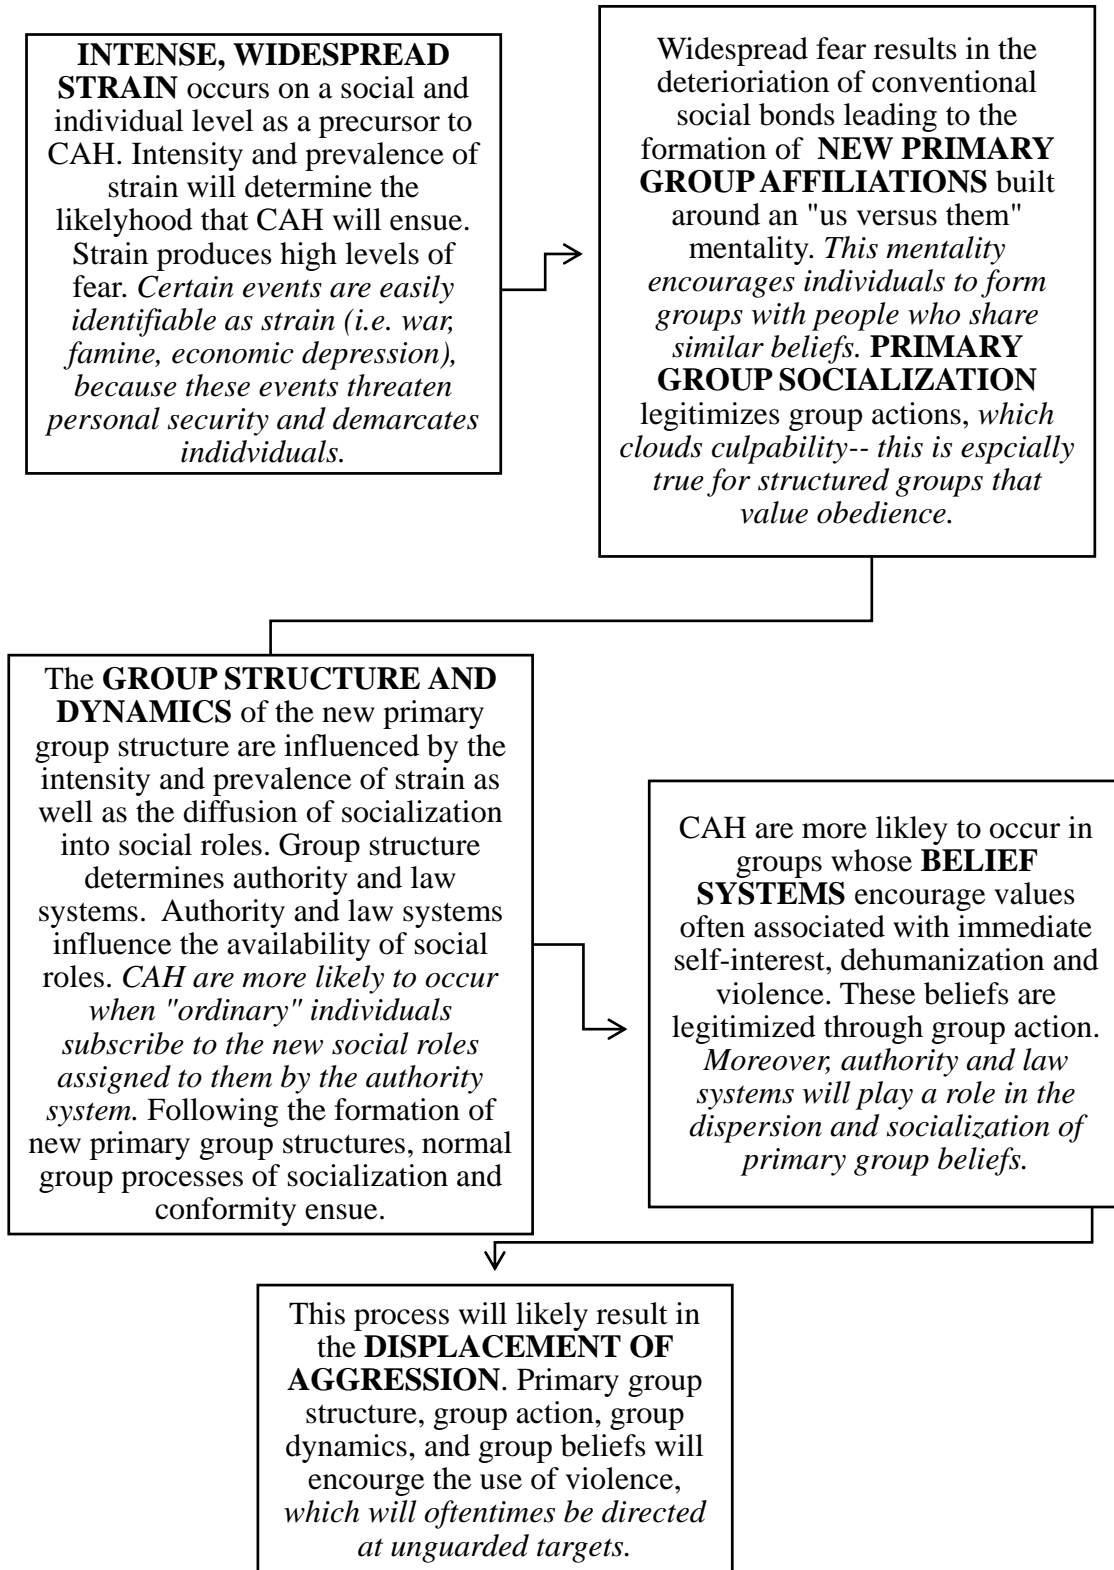 INTENSE, WIDESPREAD
STRAIN occurs on a social and
individual level as a precursor to
CAH. Intensity and prevalence of
strain will determine the
likelyhood that CAH will ensue.
Strain produces high levels of
fear. Certain events are easily
identifiable as strain (i.e. war,
famine, economic depression),
because these events threaten
personal security and demarcates
indidviduals.
Widespread fear results in the
deterioration of conventional
social bonds leading to the
formation of NEW PRIMARY
GROUP AFFILIATIONS built
around an "us versus them"
mentality. This mentality
encourages individuals to form
groups with people who share
similar beliefs. PRIMARY
GROUP SOCIALIZATION
legitimizes group actions, which
clouds culpability-- this is espcially
true for structured groups that
value obedience.
The GROUP STRUCTURE AND
DYNAMICS of the new primary
group structure are influenced by the
intensity and prevalence of strain as
well as the diffusion of socialization
into social roles. Group structure
determines authority and law
systems. Authority and law systems
influence the availability of social
roles. CAH are more likely to occur
when "ordinary" individuals
subscribe to the new social roles
assigned to them by the authority
system. Following the formation of
new primary group structures, normal
group processes of socialization and
conformity ensue.
CAH are more likley to occur in
groups whose BELIEF
SYSTEMS encourage values
often associated with immediate
self-interest, dehumanization and
violence. These beliefs are
legitimized through group action.
Moreover, authority and law
systems will play a role in the
dispersion and socialization of
primary group beliefs.
This process will likely result in
the DISPLACEMENT OF
AGGRESSION. Primary group
structure, group action, group
dynamics, and group beliefs will
encourge the use of violence,
which will oftentimes be directed
at unguarded targets.